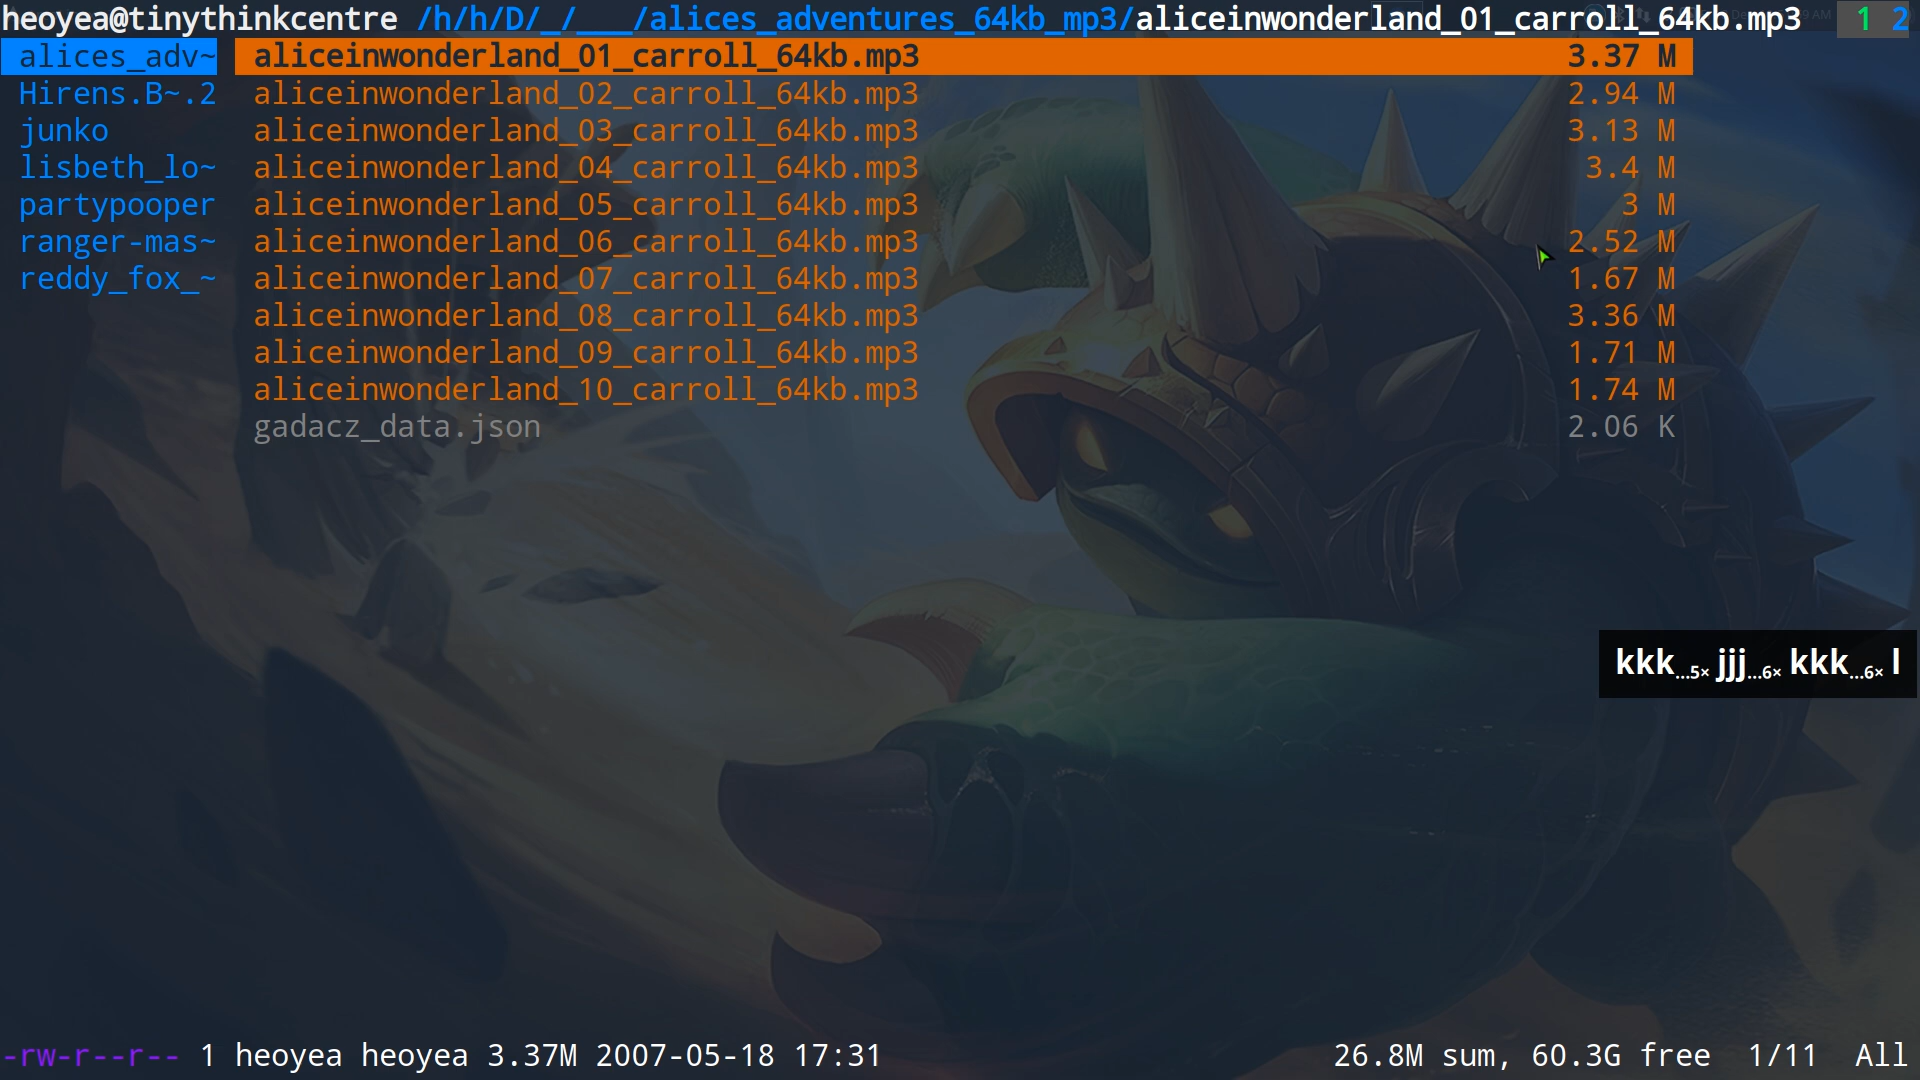 heoyea@tinythinkcentre /h/h/D/_/___/alices_adventures_64kb_mp3/aliceinwonderland_01_carroll_64kb.mp3 1 2
alices_adv~ aliceinwonderland_01_carroll_64kb.mp3 3.37 M
Hirens.B~.2 aliceinwonderland_02_carroll_64kb.mp3 2.94 M
junko aliceinwonderland_03_carroll_64kb.mp3 3.13 M
lisbeth_lo~ aliceinwonderland_04_carroll_64kb.mp3 3.4 M
partypooper aliceinwonderland_05_carroll_64kb.mp3 3 M
ranger-mas~ aliceinwonderland_06_carroll_64kb.mp3 2.52 M
reddy_fox_~ aliceinwonderland_07_carroll_64kb.mp3 1.67 M
aliceinwonderland_08_carroll_64kb.mp3 3.36 M
aliceinwonderland_09_carroll_64kb.mp3 1.71 M
aliceinwonderland_10_carroll_64kb.mp3 1.74 M
gadacz_data.json 2.06 K
kkk...5× jjj...6× kkk...6× l
-rw-r--r-- 1 heoyea heoyea 3.37M 2007-05-18 17:31 26.8M sum, 60.3G free 1/11 All